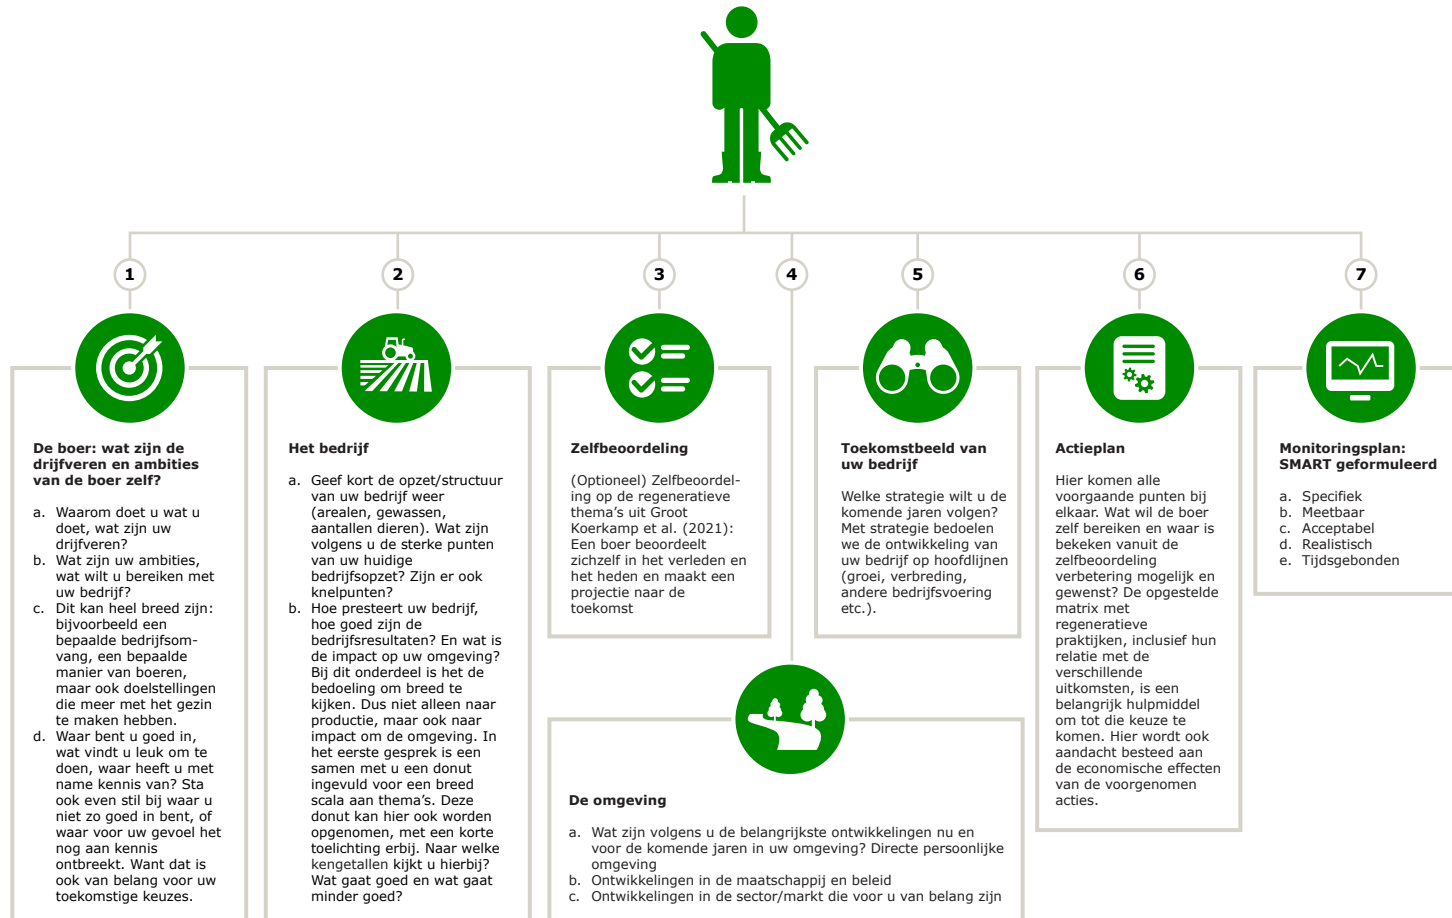 1
2
3
4
5
6
7
De boer: wat zijn de
drijfveren en ambities
van de boer zelf?
a. Waarom doet u wat u
doet, wat zijn uw
drijfveren?
b. Wat zijn uw ambities,
wat wilt u bereiken met
uw bedrijf?
c. Dit kan heel breed zijn:
bijvoorbeeld een
bepaalde bedrijfsom-
vang, een bepaalde
manier van boeren,
maar ook doelstellingen
die meer met het gezin
te maken hebben.
d. Waar bent u goed in,
wat vindt u leuk om te
doen, waar heeft u met
name kennis van? Sta
ook even stil bij waar u
niet zo goed in bent, of
waar voor uw gevoel het
nog aan kennis
ontbreekt. Want dat is
ook van belang voor uw
toekomstige keuzes.
Het bedrijf
a. Geef kort de opzet/structuur
van uw bedrijf weer
(arealen, gewassen,
aantallen dieren). Wat zijn
volgens u de sterke punten
van uw huidige
bedrijfsopzet? Zijn er ook
knelpunten?
b. Hoe presteert uw bedrijf,
hoe goed zijn de
bedrijfsresultaten? En wat is
de impact op uw omgeving?
Bij dit onderdeel is het de
bedoeling om breed te
kijken. Dus niet alleen naar
productie, maar ook naar
impact om de omgeving. In
het eerste gesprek is een
samen met u een donut
ingevuld voor een breed
scala aan thema's. Deze
donut kan hier ook worden
opgenomen, met een korte
toelichting erbij. Naar welke
kengetallen kijkt u hierbij?
Wat gaat goed en wat gaat
minder goed?
Zelfbeoordeling
(Optioneel) Zelfbeoordel-
ing op de regeneratieve
thema's uit Groot
Koerkamp et al. (2021):
Een boer beoordeelt
zichzelf in het verleden en
het heden en maakt een
projectie naar de
toekomst
De omgeving
a. Wat zijn volgens u de belangrijkste ontwikkelingen nu en
voor de komende jaren in uw omgeving? Directe persoonlijke
omgeving
b. Ontwikkelingen in de maatschappij en beleid
c. Ontwikkelingen in de sector/markt die voor u van belang zijn
Toekomstbeeld van
uw bedrijf
Welke strategie wilt u de
komende jaren volgen?
Met strategie bedoelen
we de ontwikkeling van
uw bedrijf op hoofdlijnen
(groei, verbreding,
andere bedrijfsvoering
etc.).
Actieplan
Hier komen alle
voorgaande punten bij
elkaar. Wat wil de boer
zelf bereiken en waar is
bekeken vanuit de
zelfbeoordeling
verbetering mogelijk en
gewenst? De opgestelde
matrix met
regeneratieve
praktijken, inclusief hun
relatie met de
verschillende
uitkomsten, is een
belangrijk hulpmiddel
om tot die keuze te
komen. Hier wordt ook
aandacht besteed aan
de economische effecten
van de voorgenomen
acties.
Monitoringsplan:
SMART geformuleerd
a. Specifiek
b. Meetbaar
c. Acceptabel
d. Realistisch
e. Tijdsgebonden